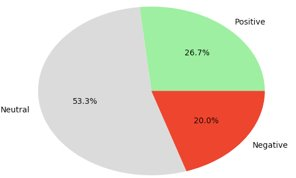 Positive
26.7%
53.3%
Neutral
20.0%
Negative